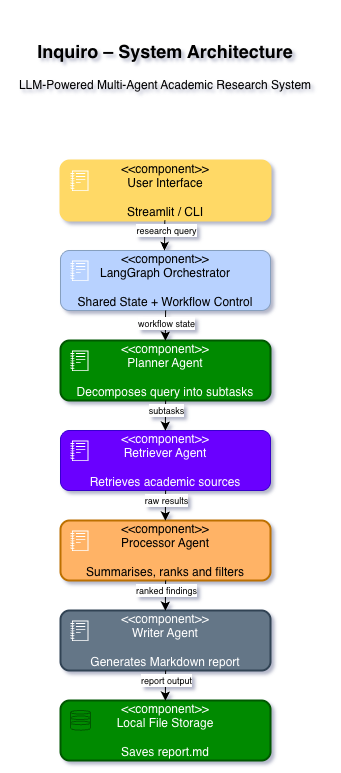 Inquiro – System Architecture
LLM-Powered Multi-Agent Academic Research System
<<component>>
User Interface
Streamlit / CLI
research query
<<component>>
LangGraph Orchestrator
Shared State + Workflow Control
workflow state
<<component>>
Planner Agent
Decomposes query into subtasks
subtasks
<<component>>
Retriever Agent
Retrieves academic sources
raw results
<<component>>
Processor Agent
Summarises, ranks and filters
ranked findings
<<component>>
Writer Agent
Generates Markdown report
report output
<<component>>
Local File Storage
Saves report.md